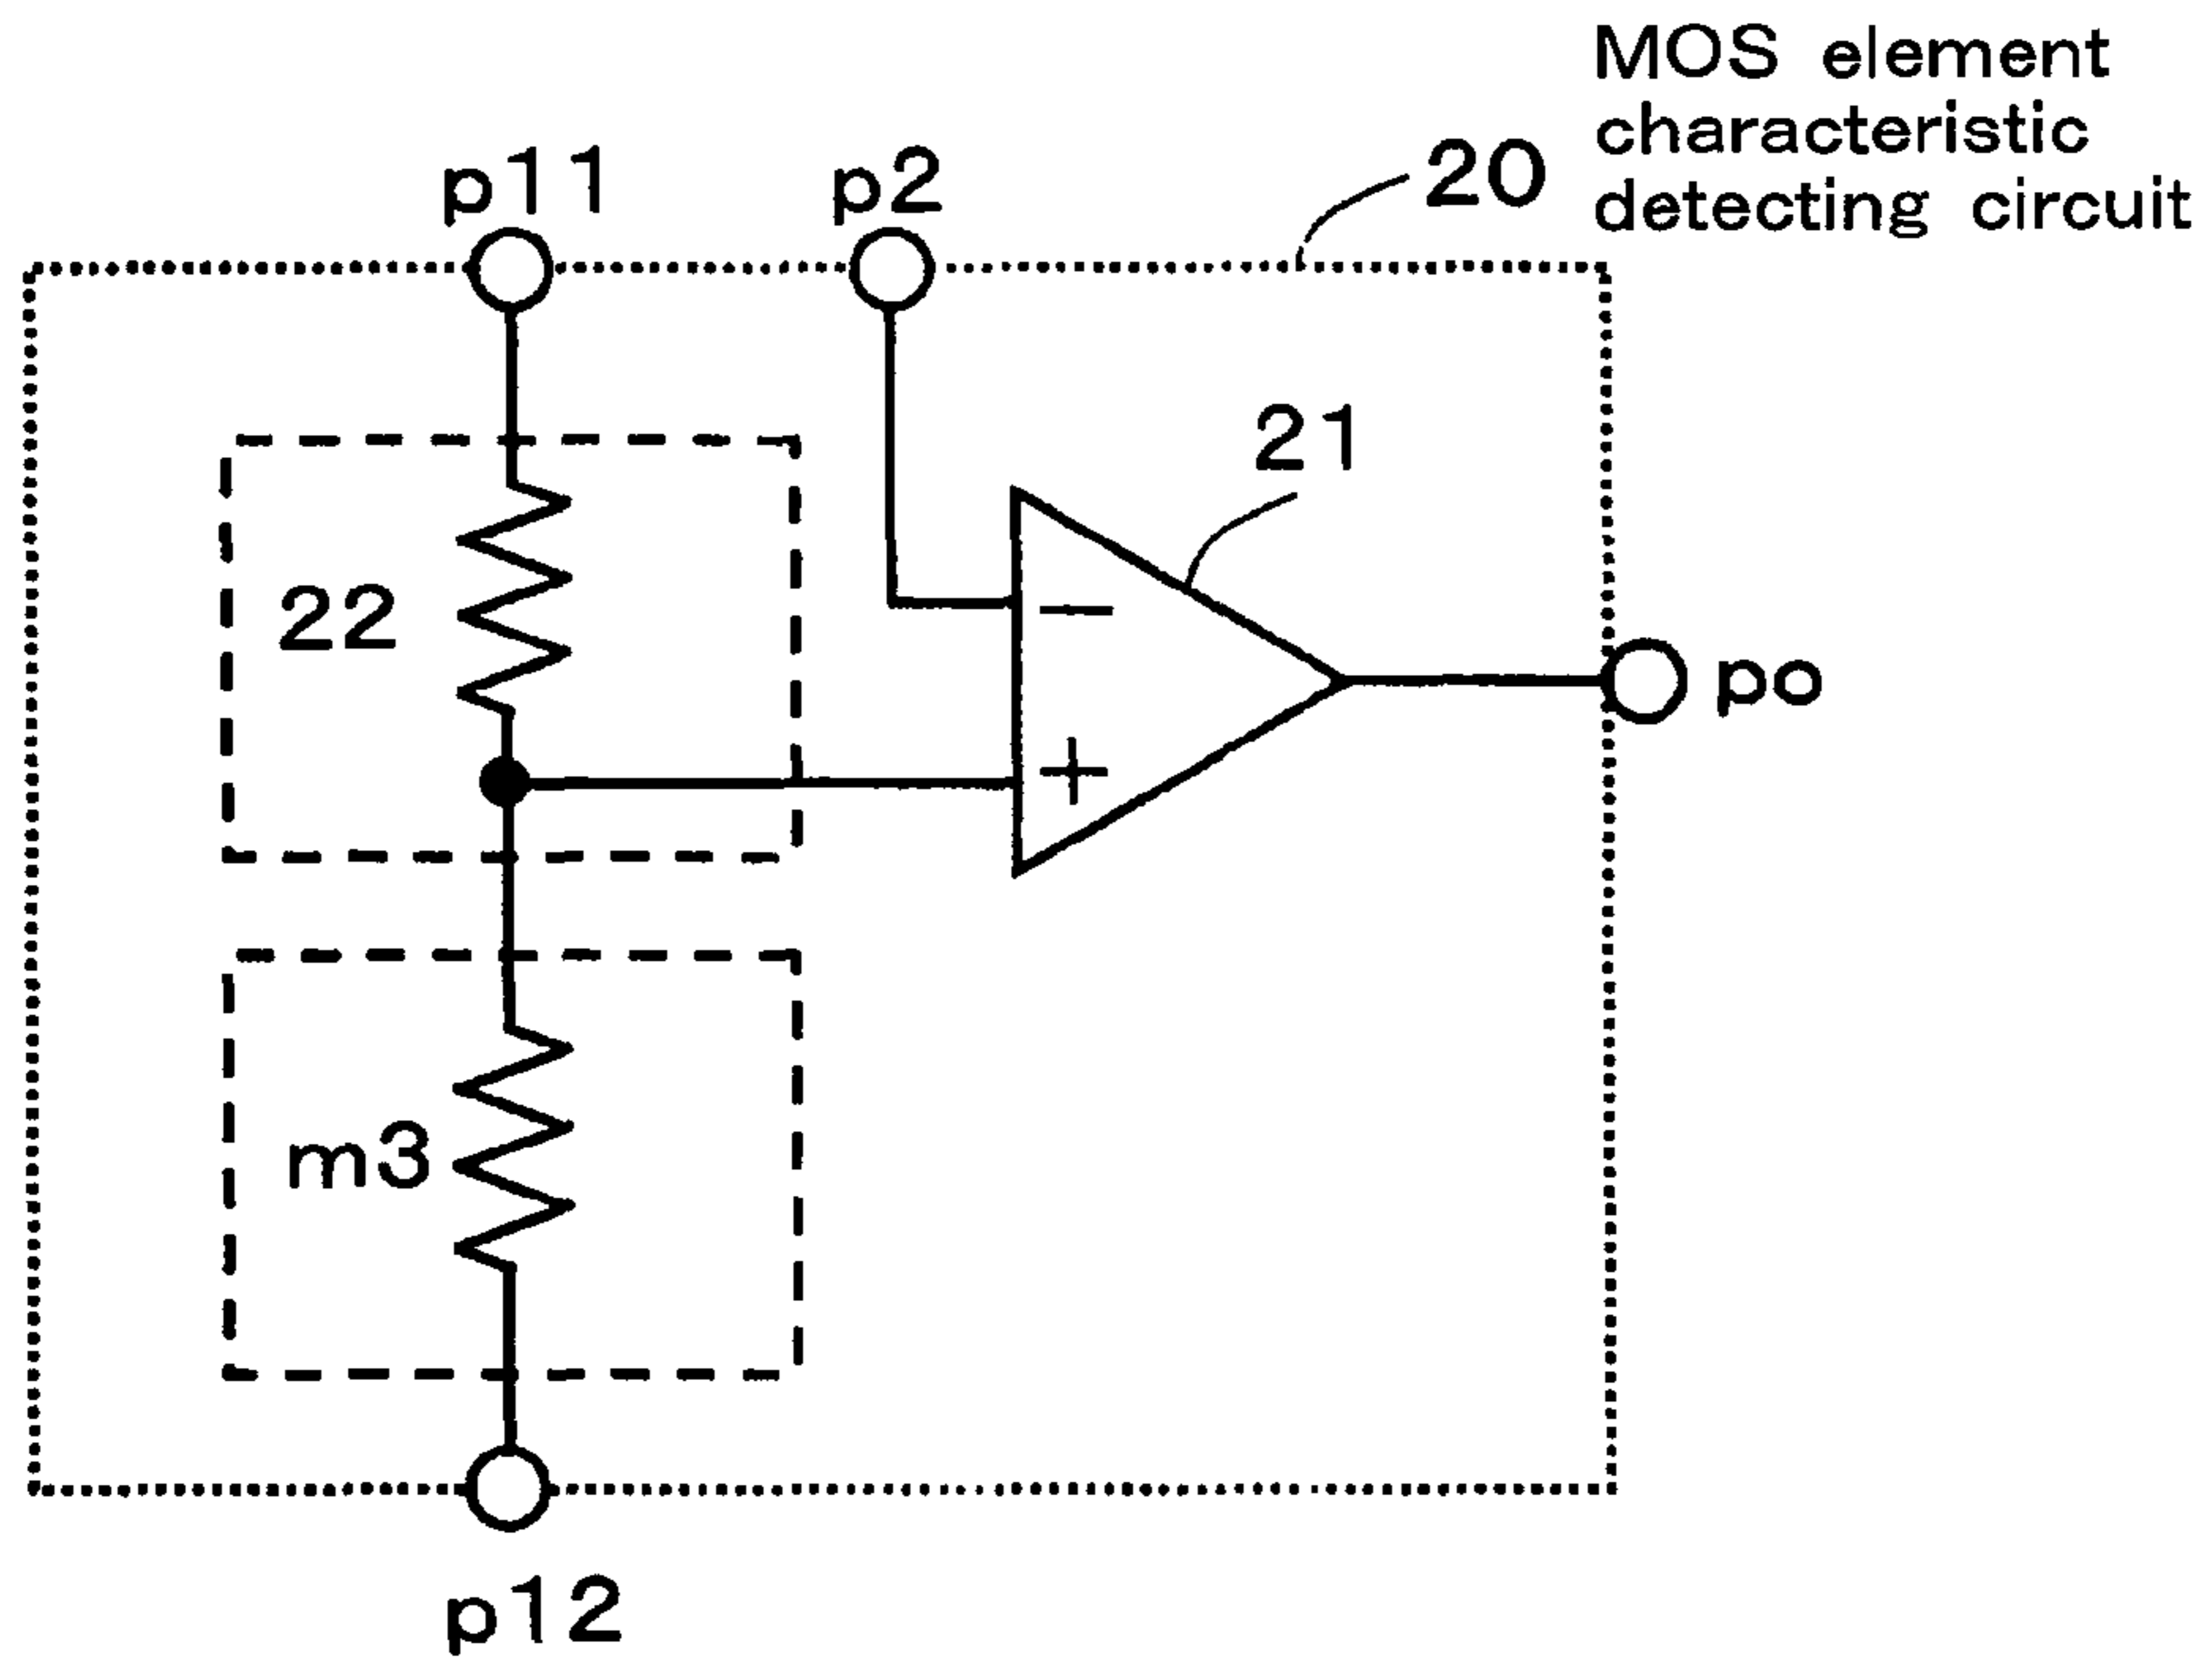 MOS element
characteristic
detecting circuit
20
p11
p2
21
22
−
+
po
m3
p12